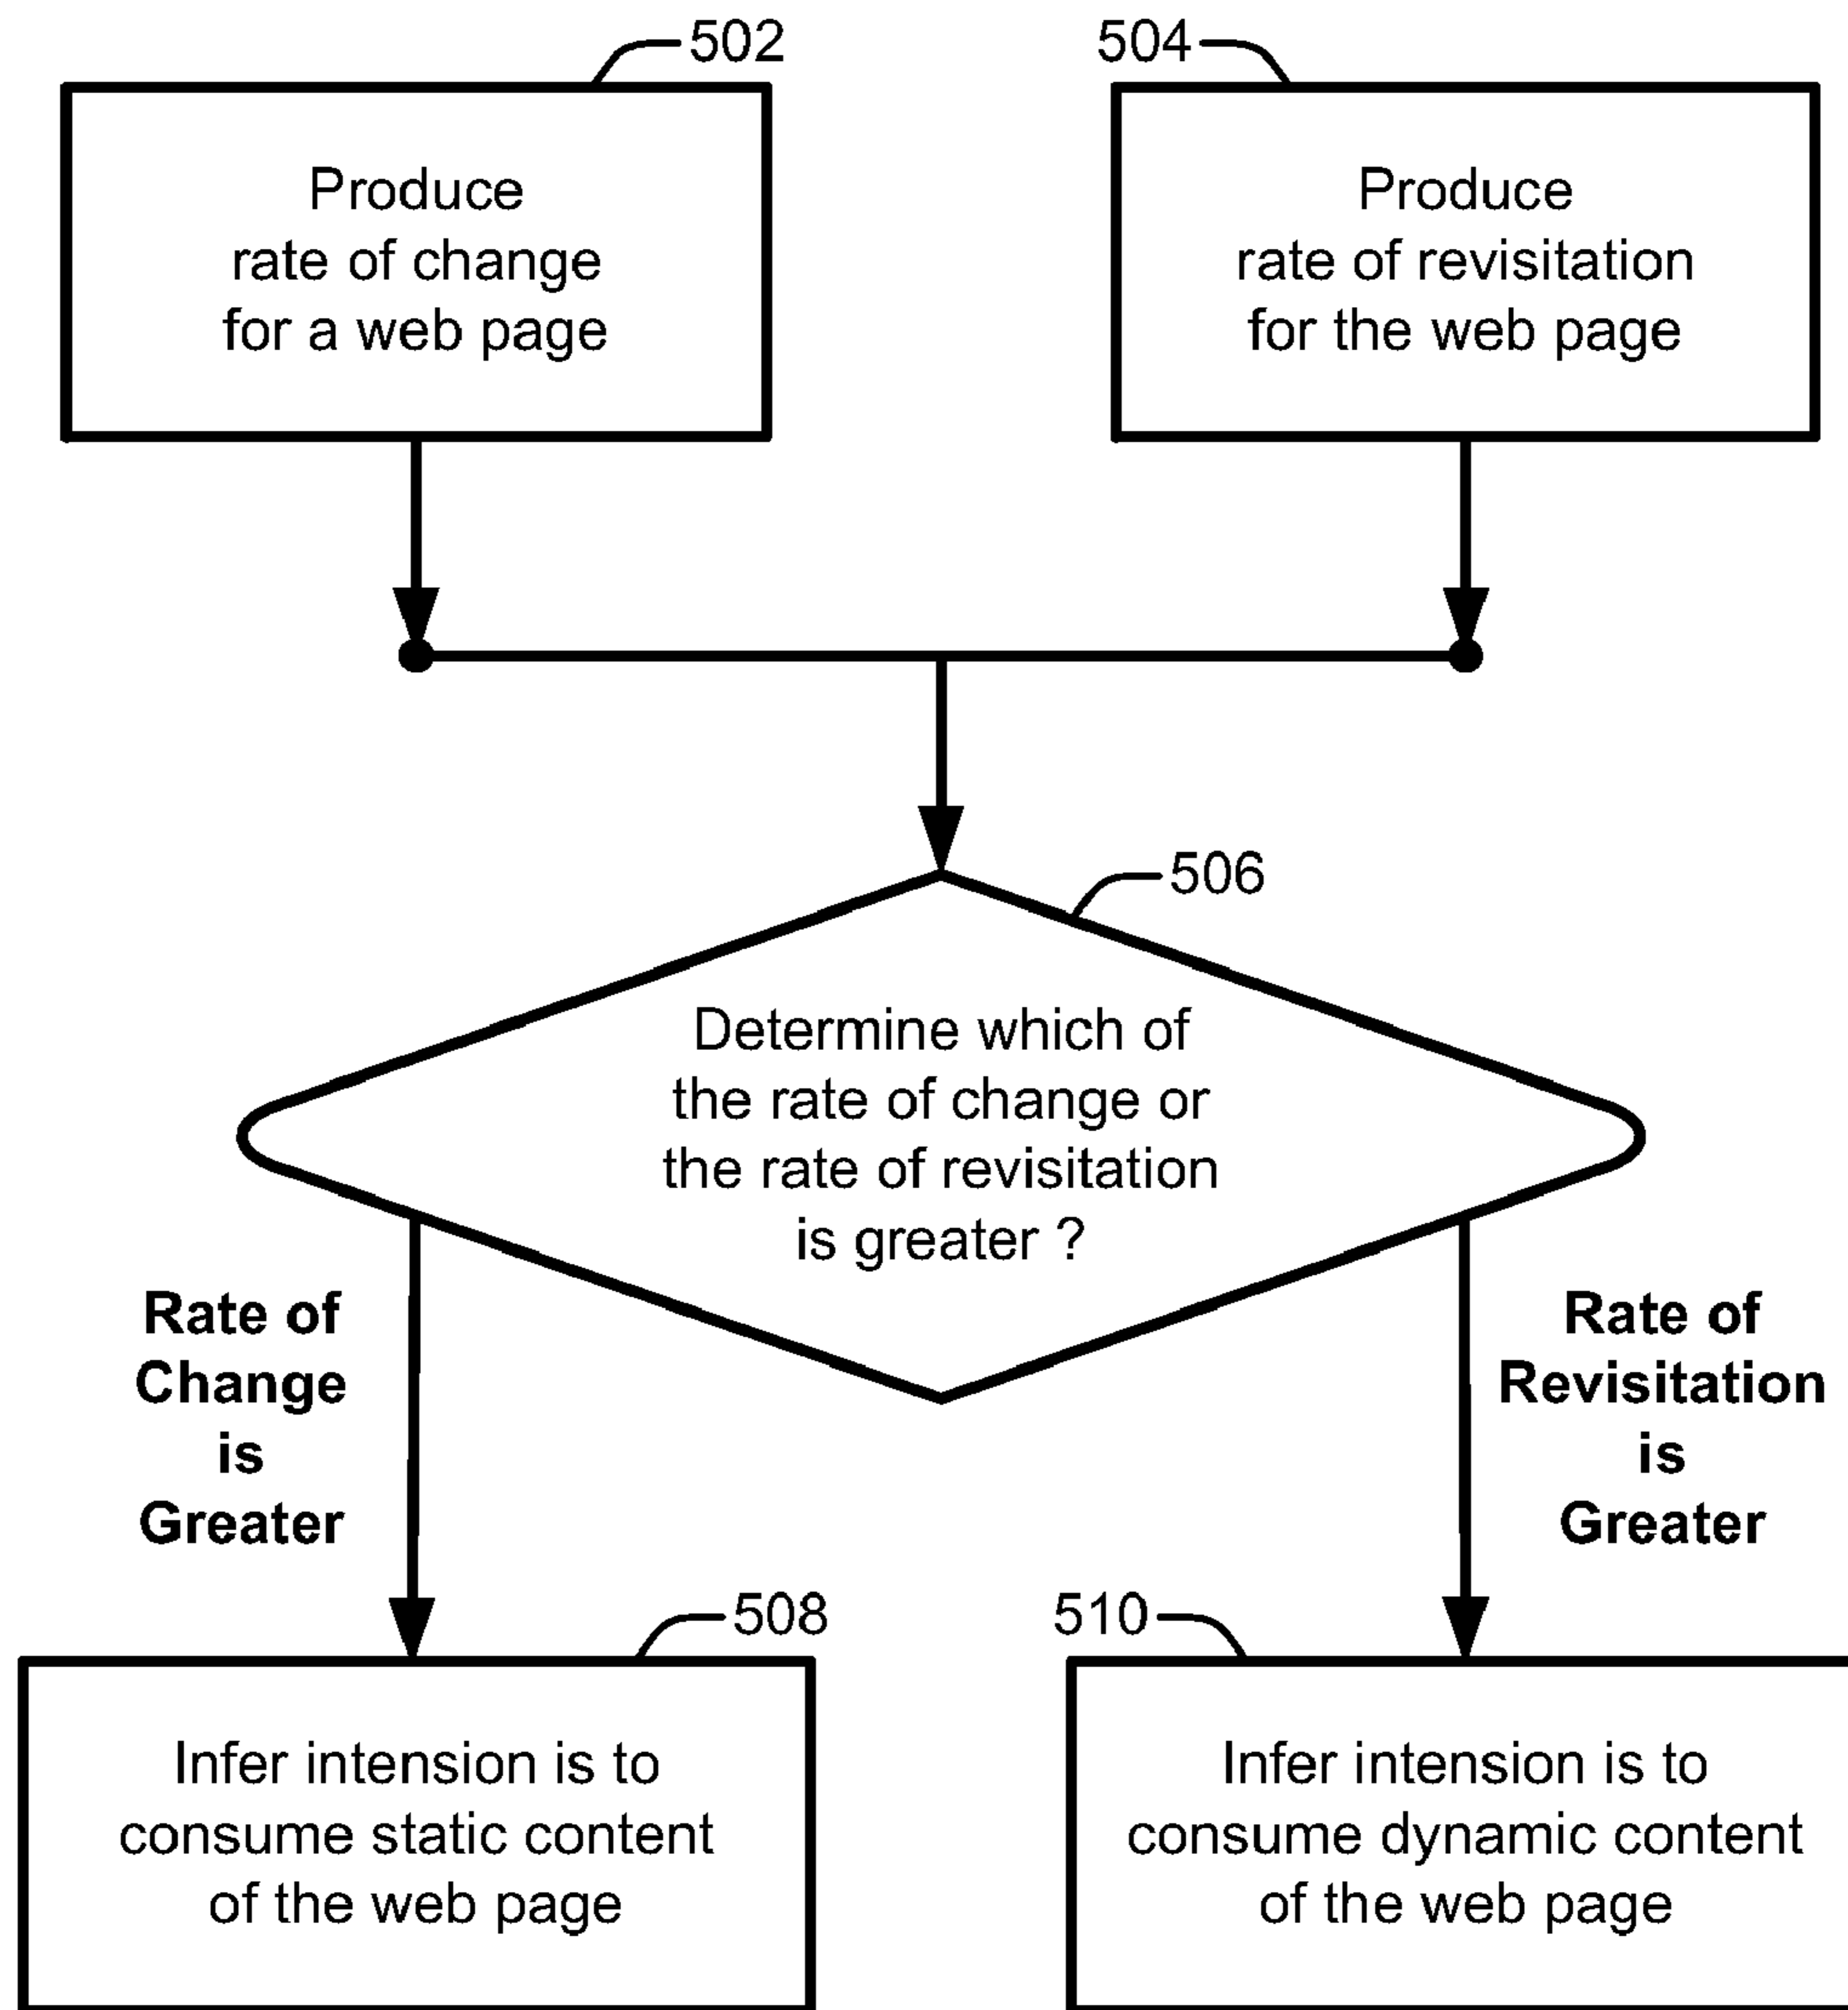 502
Produce
rate of change
for a web page
504
Produce
rate of revisitation
for the web page
506
Determine which of
the rate of change or
the rate of revisitation
is greater ?
Rate of
Change
is
Greater
Rate of
Revisitation
is
Greater
508
Infer intension is to
consume static content
of the web page
510
Infer intension is to
consume dynamic content
of the web page